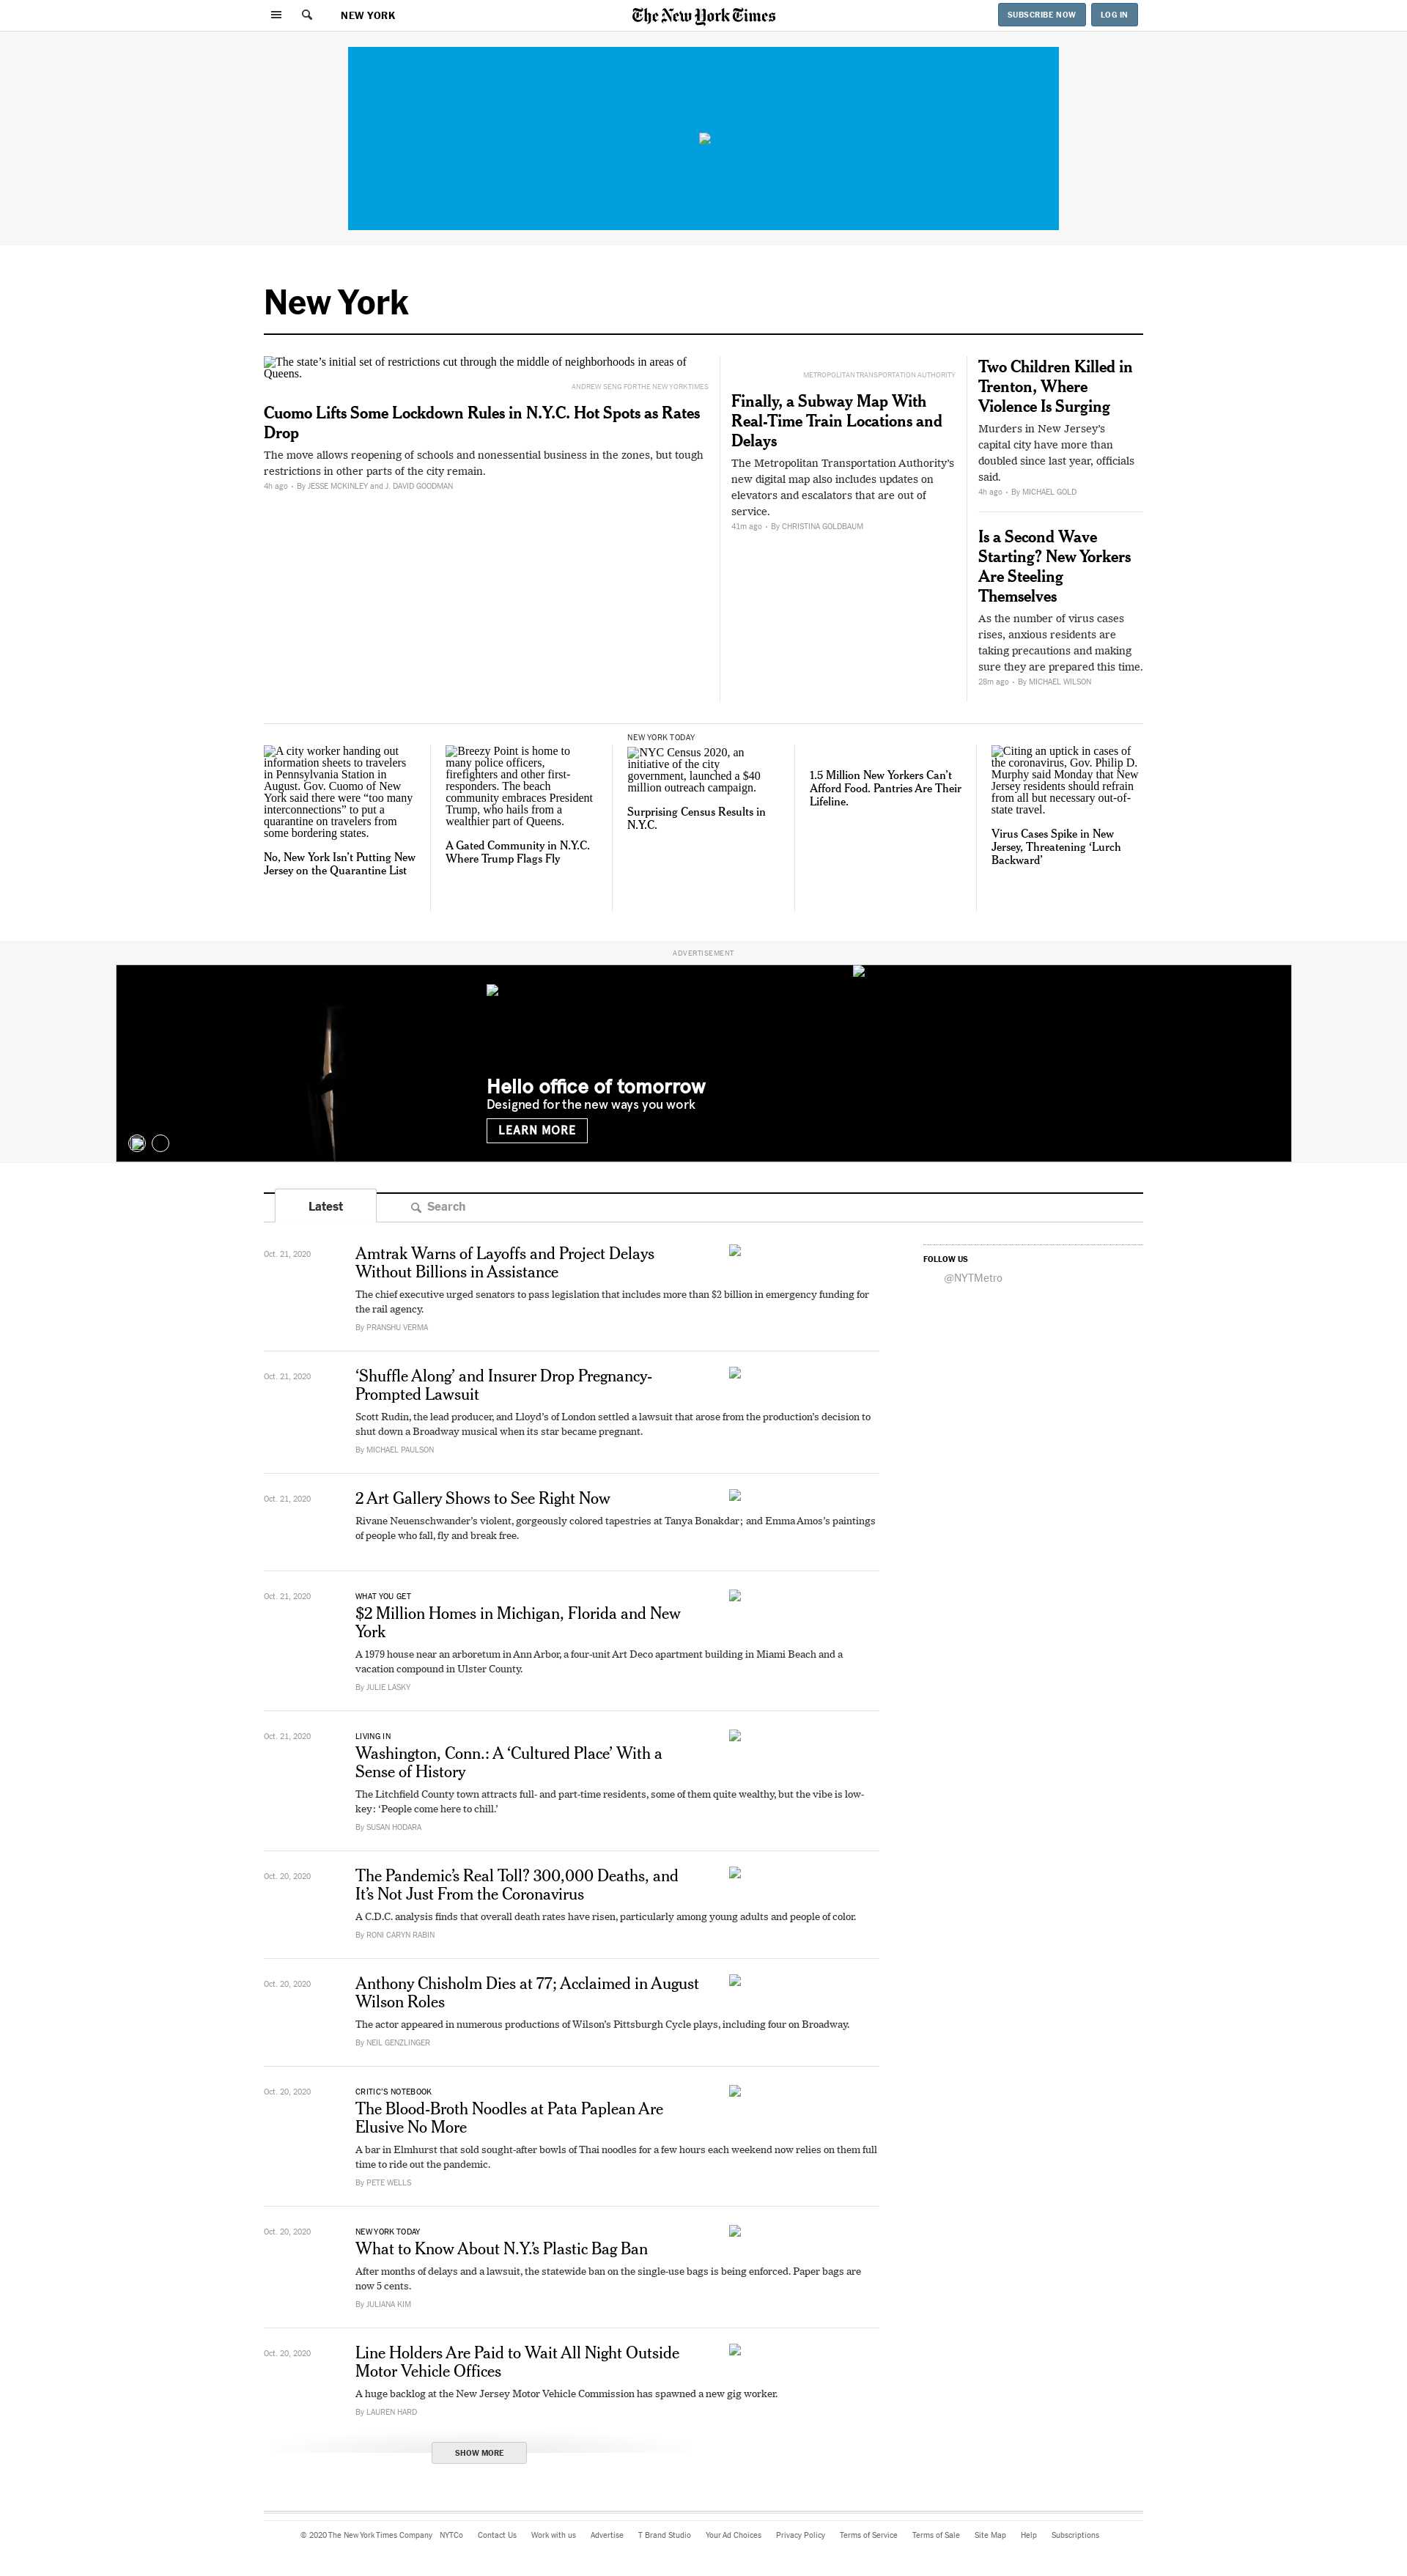 NEW YORK
The New York Times
SUBSCRIBE NOW
LOG IN
New York
The state's initial set of restrictions cut through the middle of neighborhoods in areas of
Queens.
ANDREW SENG FOR THE NEW YORK TIMES
Cuomo Lifts Some Lockdown Rules in N.Y.C. Hot Spots as Rates
Drop
The move allows reopening of schools and nonessential business in the zones, but tough
restrictions in other parts of the city remain.
4h ago • By JESSE MCKINLEY and J. DAVID GOODMAN
METROPOLITAN TRANSPORTATION AUTHORITY
Finally, a Subway Map With
Real-Time Train Locations and
Delays
The Metropolitan Transportation Authority's
new digital map also includes updates on
elevators and escalators that are out of
service.
41m ago • By CHRISTINA GOLDBAUM
Two Children Killed in
Trenton, Where
Violence Is Surging
Murders in New Jersey's
capital city have more than
doubled since last year, officials
said.
4h ago • By MICHAEL GOLD
Is a Second Wave
Starting? New Yorkers
Are Steeling
Themselves
As the number of virus cases
rises, anxious residents are
taking precautions and making
sure they are prepared this time.
28m ago • By MICHAEL WILSON
A city worker handing out
information sheets to travelers
in Pennsylvania Station in
August. Gov. Cuomo of New
York said there were "too many
interconnections" to put a
quarantine on travelers from
some bordering states.
No, New York Isn't Putting New
Jersey on the Quarantine List
Breezy Point is home to
many police officers,
firefighters and other first-
responders. The beach
community embraces President
Trump, who hails from a
wealthier part of Queens.
A Gated Community in N.Y.C.
Where Trump Flags Fly
NEW YORK TODAY
NYC Census 2020, an
initiative of the city
government, launched a $40
million outreach campaign.
Surprising Census Results in
N.Y.C.
1.5 Million New Yorkers Can't
Afford Food. Pantries Are Their
Lifeline.
Citing an uptick in cases of
the coronavirus, Gov. Philip D.
Murphy said Monday that New
Jersey residents should refrain
from all but necessary out-of-
state travel.
Virus Cases Spike in New
Jersey, Threatening 'Lurch
Backward'
ADVERTISEMENT
Hello office of tomorrow
Designed for the new ways you work
LEARN MORE
Latest
Search
Oct. 21, 2020
Amtrak Warns of Layoffs and Project Delays
Without Billions in Assistance
The chief executive urged senators to pass legislation that includes more than $2 billion in emergency funding for
the rail agency.
By PRANSHU VERMA
FOLLOW US
@NYTMetro
Oct. 21, 2020
'Shuffle Along' and Insurer Drop Pregnancy-
Prompted Lawsuit
Scott Rudin, the lead producer, and Lloyd's of London settled a lawsuit that arose from the production's decision to
shut down a Broadway musical when its star became pregnant.
By MICHAEL PAULSON
Oct. 21, 2020
2 Art Gallery Shows to See Right Now
Rivane Neuenschwander's violent, gorgeously colored tapestries at Tanya Bonakdar; and Emma Amos's paintings
of people who fall, fly and break free.
Oct. 21, 2020
WHAT YOU GET
$2 Million Homes in Michigan, Florida and New
York
A 1979 house near an arboretum in Ann Arbor, a four-unit Art Deco apartment building in Miami Beach and a
vacation compound in Ulster County.
By JULIE LASKY
Oct. 21, 2020
LIVING IN
Washington, Conn.: A 'Cultured Place' With a
Sense of History
The Litchfield County town attracts full- and part-time residents, some of them quite wealthy, but the vibe is low-
key: 'People come here to chill.'
By SUSAN HODARA
Oct. 20, 2020
The Pandemic's Real Toll? 300,000 Deaths, and
It's Not Just From the Coronavirus
A C.D.C. analysis finds that overall death rates have risen, particularly among young adults and people of color.
By RONI CARYN RABIN
Oct. 20, 2020
Anthony Chisholm Dies at 77; Acclaimed in August
Wilson Roles
The actor appeared in numerous productions of Wilson's Pittsburgh Cycle plays, including four on Broadway.
By NEIL GENZLINGER
Oct. 20, 2020
CRITIC'S NOTEBOOK
The Blood-Broth Noodles at Pata Paplean Are
Elusive No More
A bar in Elmhurst that sold sought-after bowls of Thai noodles for a few hours each weekend now relies on them full
time to ride out the pandemic.
By PETE WELLS
Oct. 20, 2020
NEW YORK TODAY
What to Know About N.Y.'s Plastic Bag Ban
After months of delays and a lawsuit, the statewide ban on the single-use bags is being enforced. Paper bags are
now 5 cents.
By JULIANA KIM
Oct. 20, 2020
Line Holders Are Paid to Wait All Night Outside
Motor Vehicle Offices
A huge backlog at the New Jersey Motor Vehicle Commission has spawned a new gig worker.
By LAUREN HARD
SHOW MORE
© 2020 The New York Times Company NYTCo Contact Us Work with us Advertise T Brand Studio Your Ad Choices Privacy Policy Terms of Service Terms of Sale Site Map Help Subscriptions